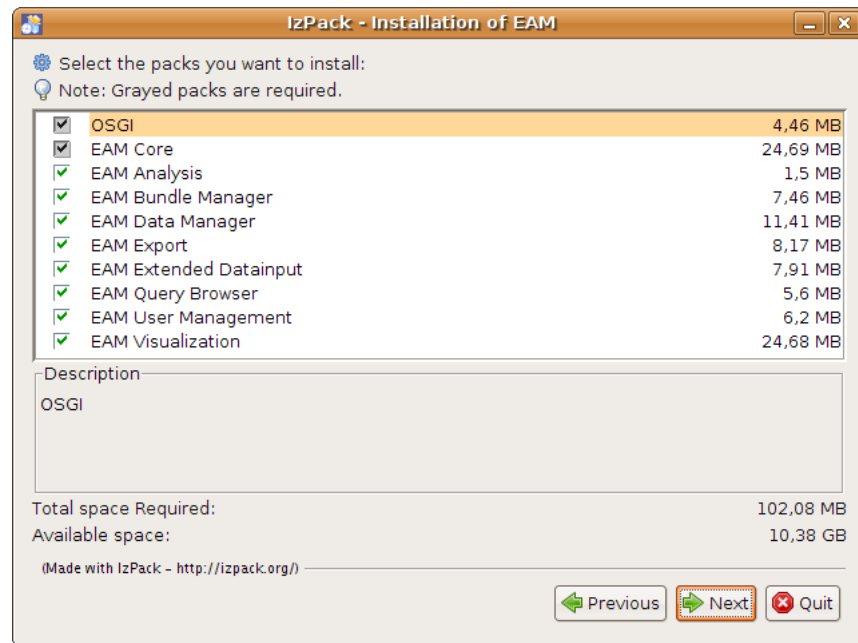 IzPack - Installation of EAM
Select the packs you want to install:
Note: Grayed packs are required.
OSGI 4,46 MB
EAM Core 24,69 MB
EAM Analysis 1,5 MB
EAM Bundle Manager 7,46 MB
EAM Data Manager 11,41 MB
EAM Export 8,17 MB
EAM Extended Datainput 7,91 MB
EAM Query Browser 5,6 MB
EAM User Management 6,2 MB
EAM Visualization 24,68 MB
Description
OSGI
Total space Required: 102,08 MB
Available space: 10,38 GB
(Made with IzPack - http://izpack.org/)
Previous Next Quit